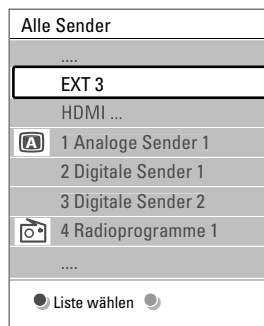 Alle Sender
....
EXT 3
HDMI ...
A 1 Analoge Sender 1
2 Digitale Sender 1
3 Digitale Sender 2
4 Radioprogramme 1
....
Liste wählen